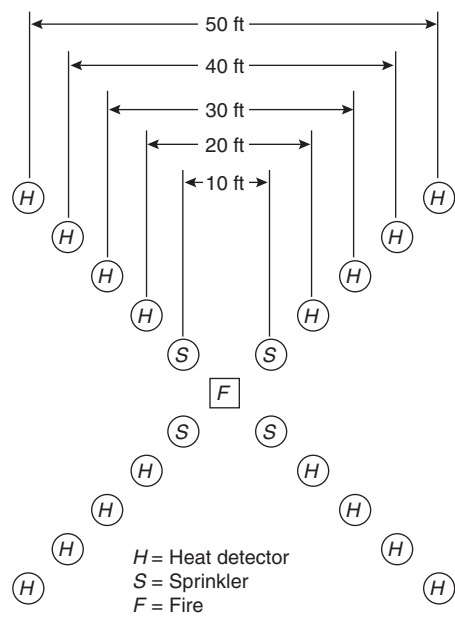 50 ft
40 ft
30 ft
20 ft
10 ft
H H
H H
H H
H H
S S
F
S S
H H
H H
H H
H H
H = Heat detector
S = Sprinkler
F = Fire